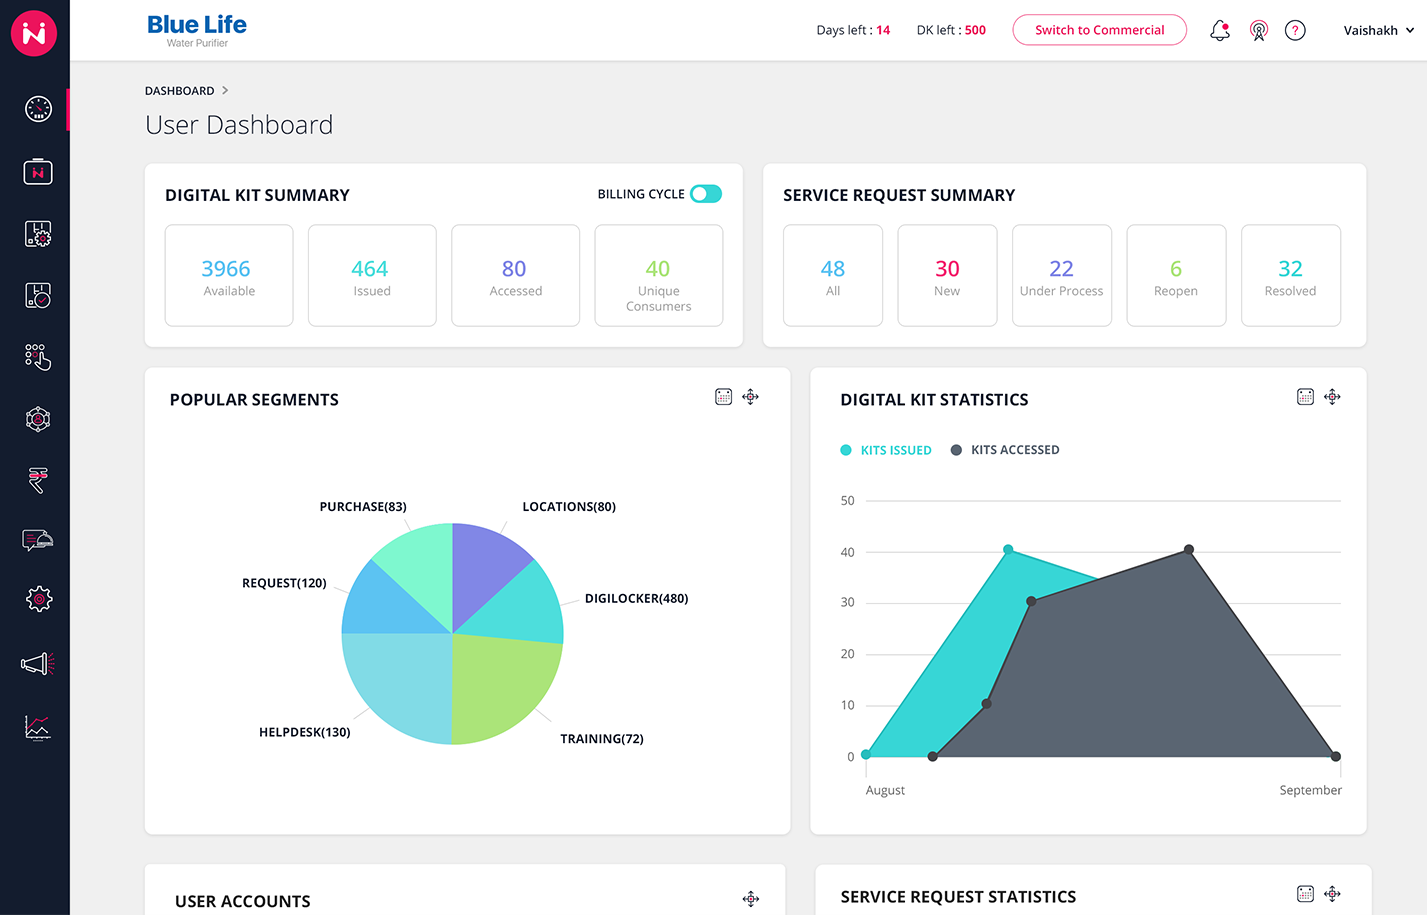 Blue Life
Water Purifier
Days left : 14
DK left : 500
Switch to Commercial
?
Vaishakh
DASHBOARD
User Dashboard
DIGITAL KIT SUMMARY
BILLING CYCLE
3966
Available
464
Issued
80
Accessed
40
Unique
Consumers
SERVICE REQUEST SUMMARY
48
All
30
New
22
Under Process
6
Reopen
32
Resolved
POPULAR SEGMENTS
PURCHASE(83)
LOCATIONS(80)
REQUEST(120)
DIGILOCKER(480)
HELPDESK(130)
TRAINING(72)
DIGITAL KIT STATISTICS
KITS ISSUED
KITS ACCESSED
50
40
30
20
10
0
August
September
USER ACCOUNTS
SERVICE REQUEST STATISTICS